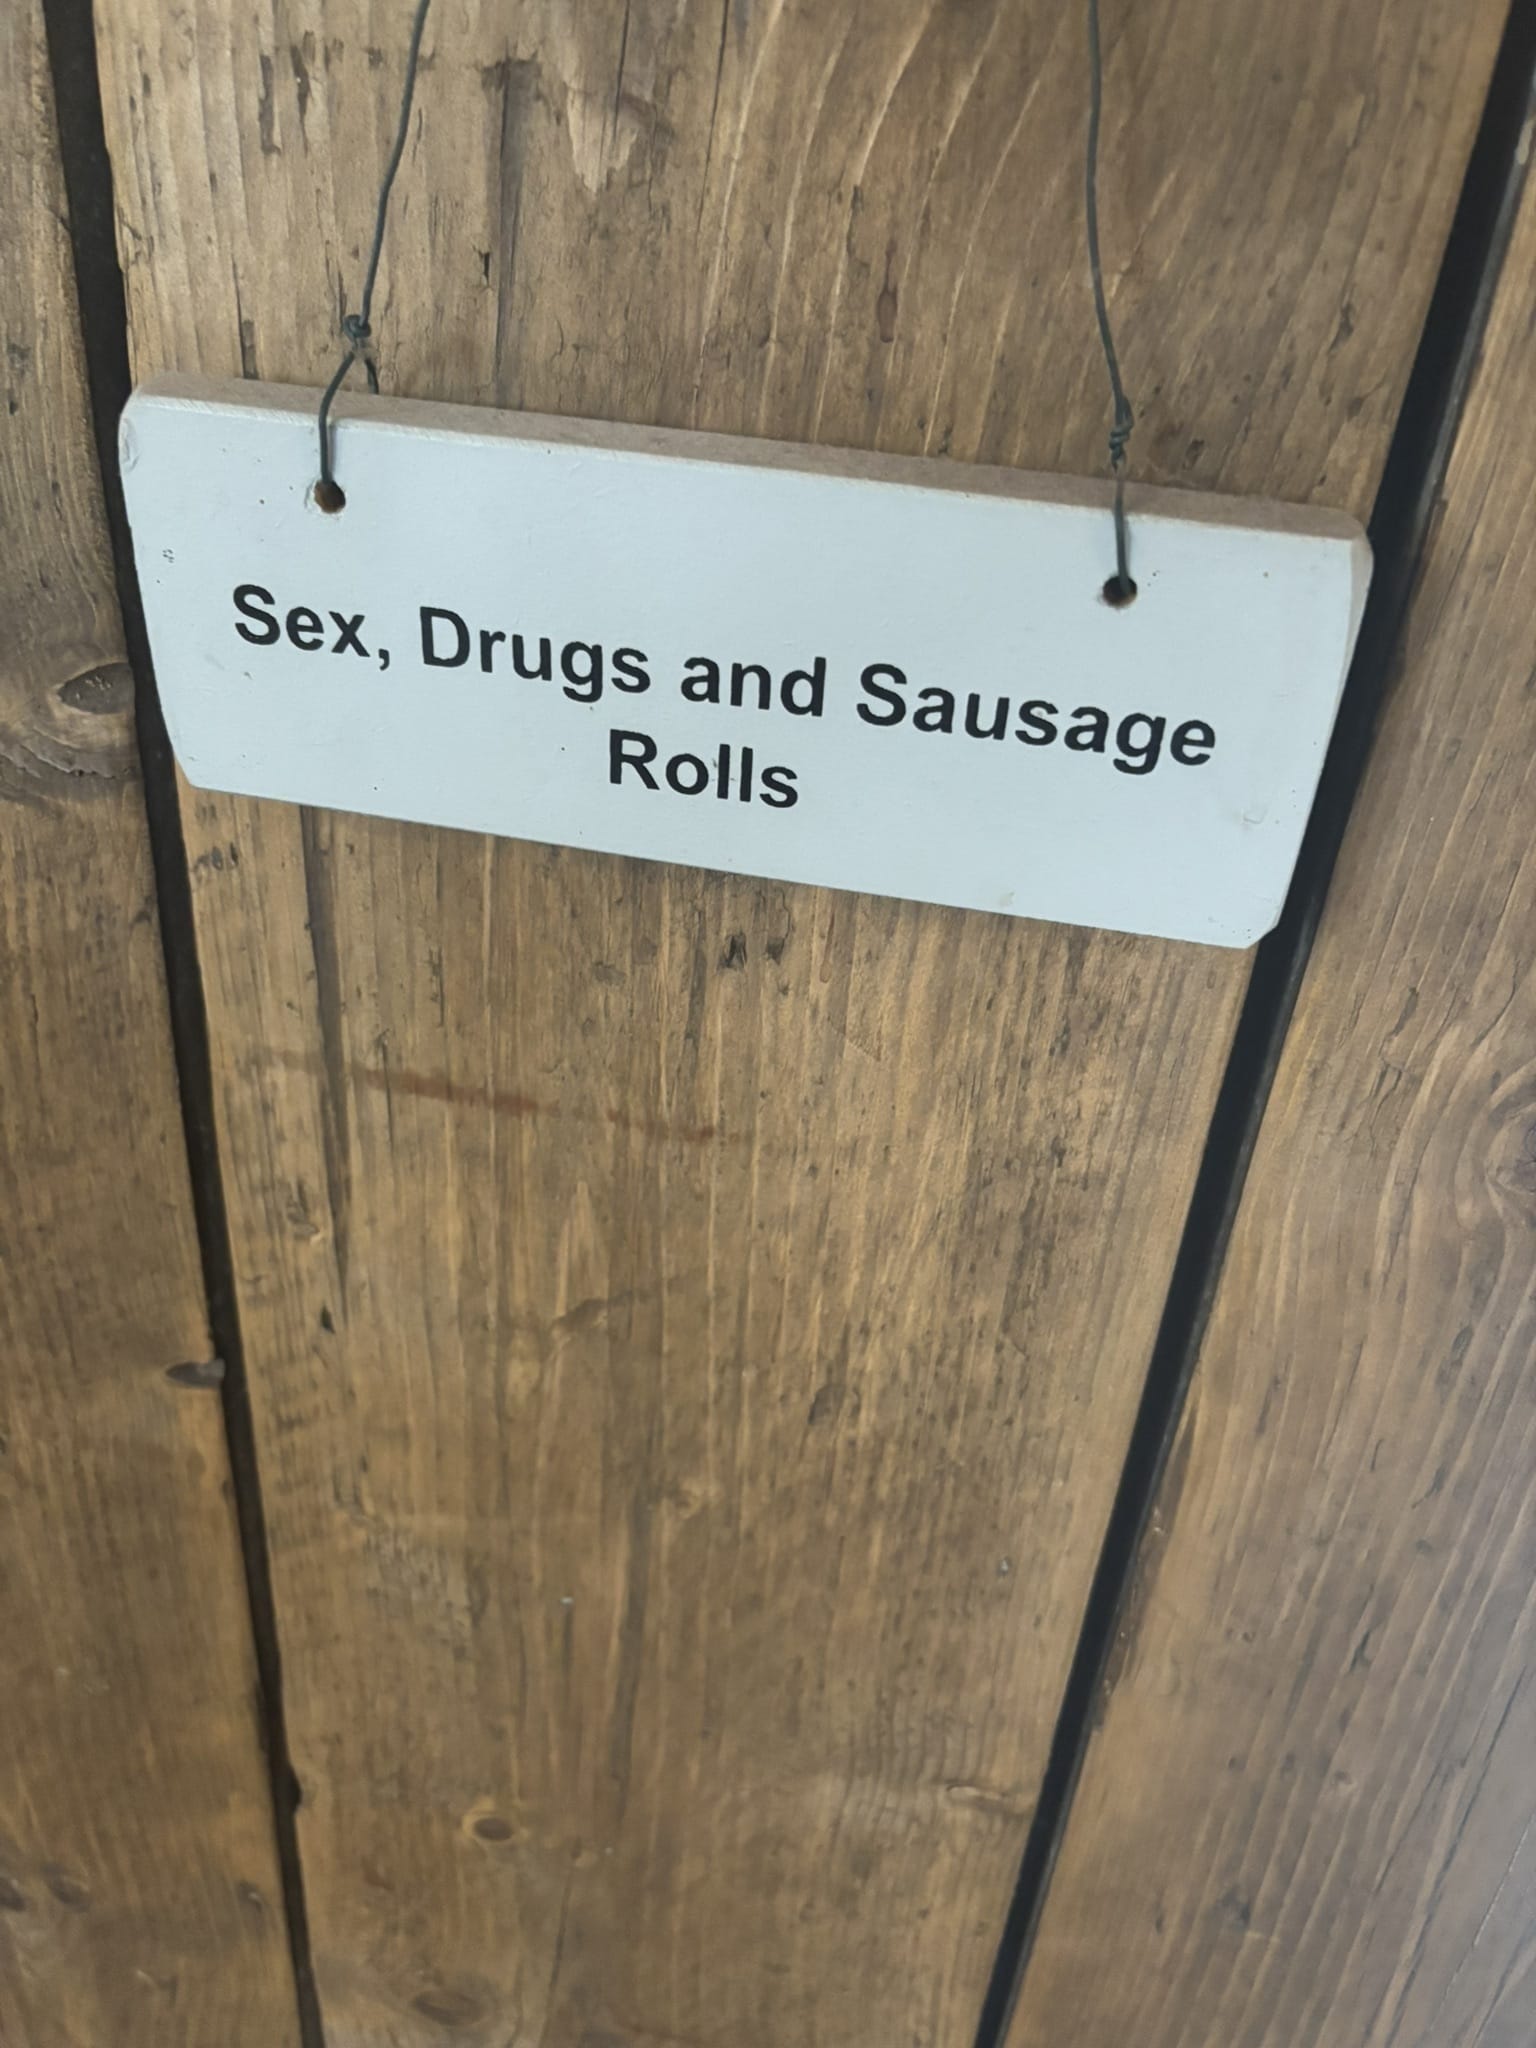 Sex, Drugs and Sausage
Rolls